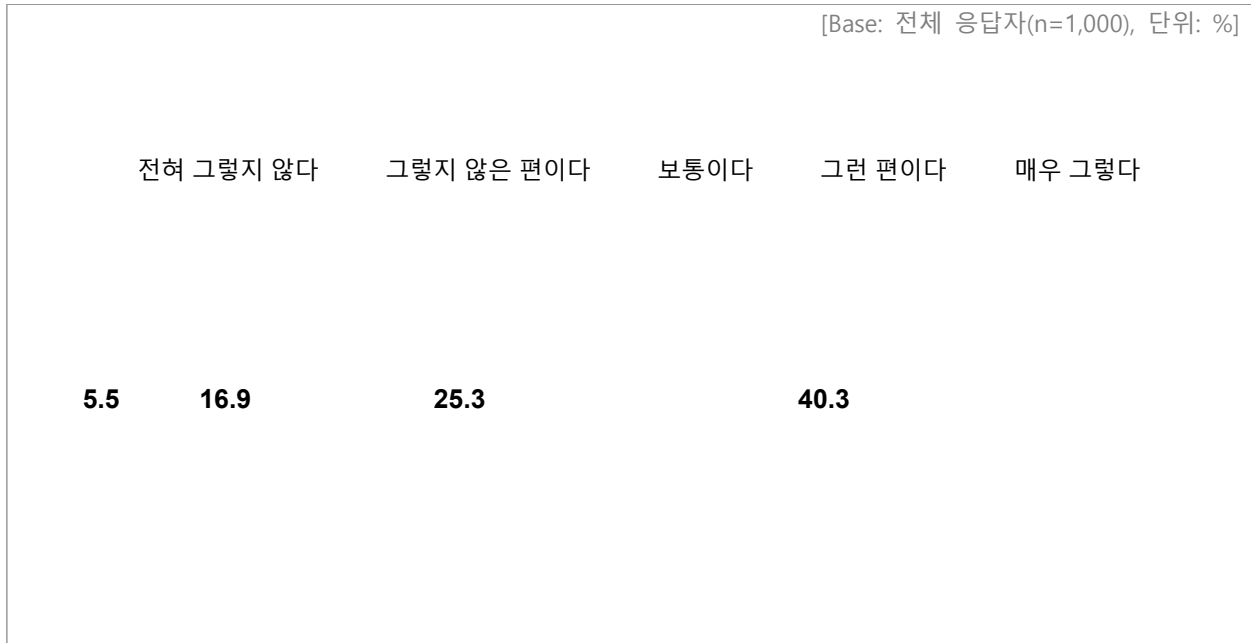 [Base: 전체 응답자(n=1,000), 단위: %]
전혀 그렇지 않다 그렇지 않은 편이다 보통이다 그런 편이다 매우 그렇다
5.5 16.9 25.3 40.3